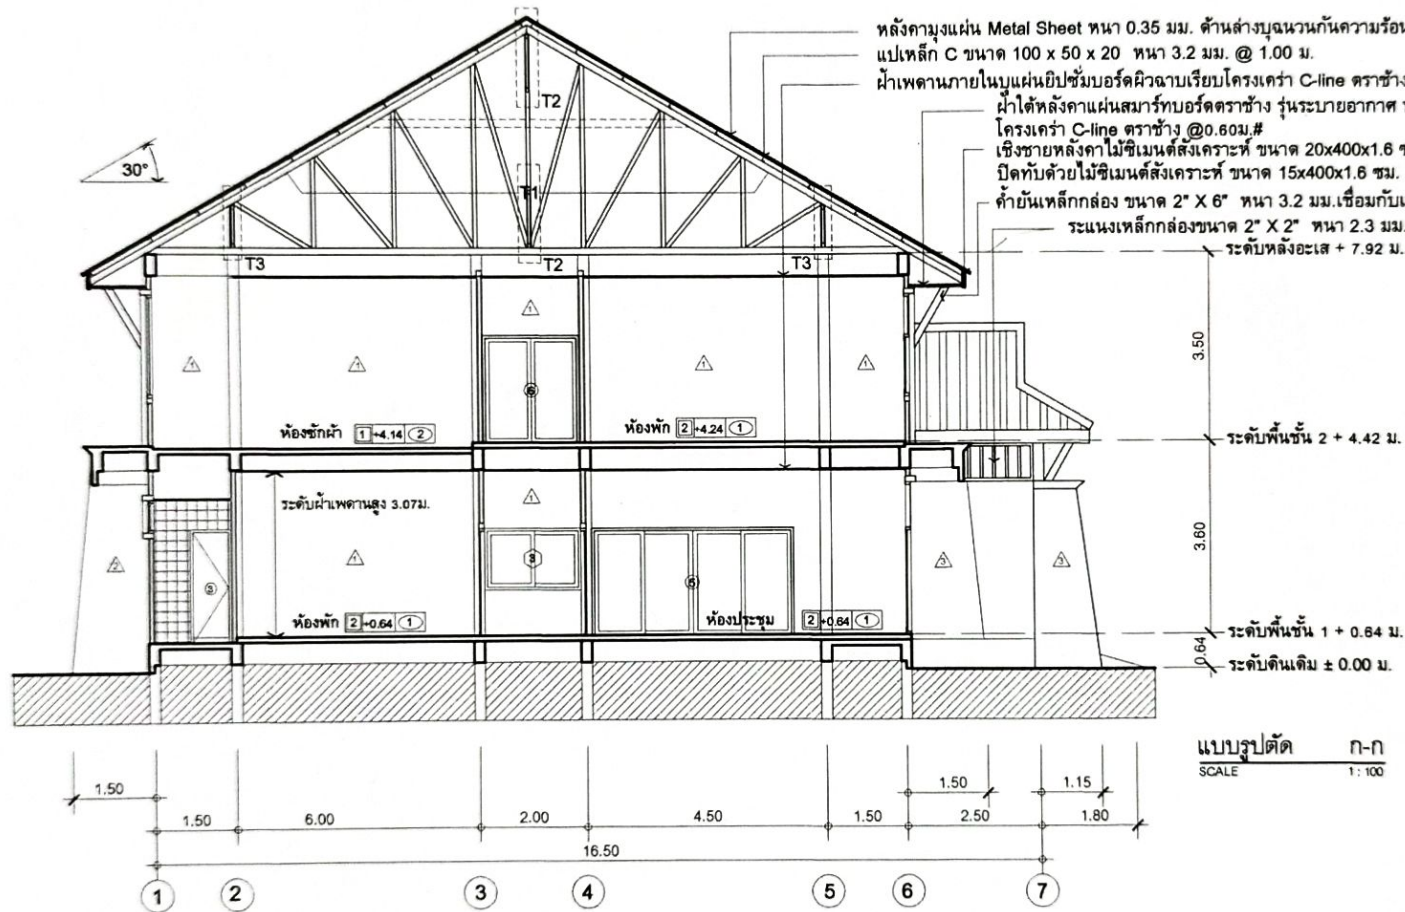 หลังคามุงแผ่น Metal Sheet หนา 0.35 มม. ด้านล่างบุฉนวนกันความร้อน
แปเหล็ก C ขนาด 100 x 50 x 20 หนา 3.2 มม. @ 1.00 ม.
ฝ้าเพดานภายในบุแผ่นยิปซั่มบอร์ดผิวฉาบเรียบโครงเคร่า C-line ตราช้าง
ฝ้าใต้หลังคาแผ่นสมาร์ทบอร์ดตราช้าง รุ่นระบายอากาศ
โครงเคร่า C-line ตราช้าง @0.60ม.#
เชิงชายหลังคาไม้ซิเมนต์สังเคราะห์ ขนาด 20x400x1.6
ปิดทับด้วยไม้ซิเมนต์สังเคราะห์ ขนาด 15x400x1.6 ซม.
ค้ำยันเหล็กกล่อง ขนาด 2" X 6" หนา 3.2 มม.เชื่อมกับ
ระแนงเหล็กกล่องขนาด 2" X 2" หนา 2.3 มม.
30°
T2
T1
T3
T2
T3
ระดับหลังอะเส + 7.92 ม.
1
1
1
1
1
3.50
6
ห้องซักผ้า 1 +4.14 2
ห้องพัก 2 +4.24 1
ระดับพื้นชั้น 2 + 4.42 ม.
ระดับฝ้าเพดานสูง 3.07ม.
1
3.60
2
3
1
3
5
3
3
ห้องพัก 2 +0.64 1
ห้องประชุม 2 +0.64 1
ระดับพื้นชั้น 1 + 0.64 ม.
0.64
ระดับดินเดิม ± 0.00 ม.
แบบรูปตัด ก-ก
SCALE 1 : 100
1.50
1.50
1.15
1.50
6.00
2.00
4.50
1.50
2.50
1.80
16.50
1
2
3
4
5
6
7